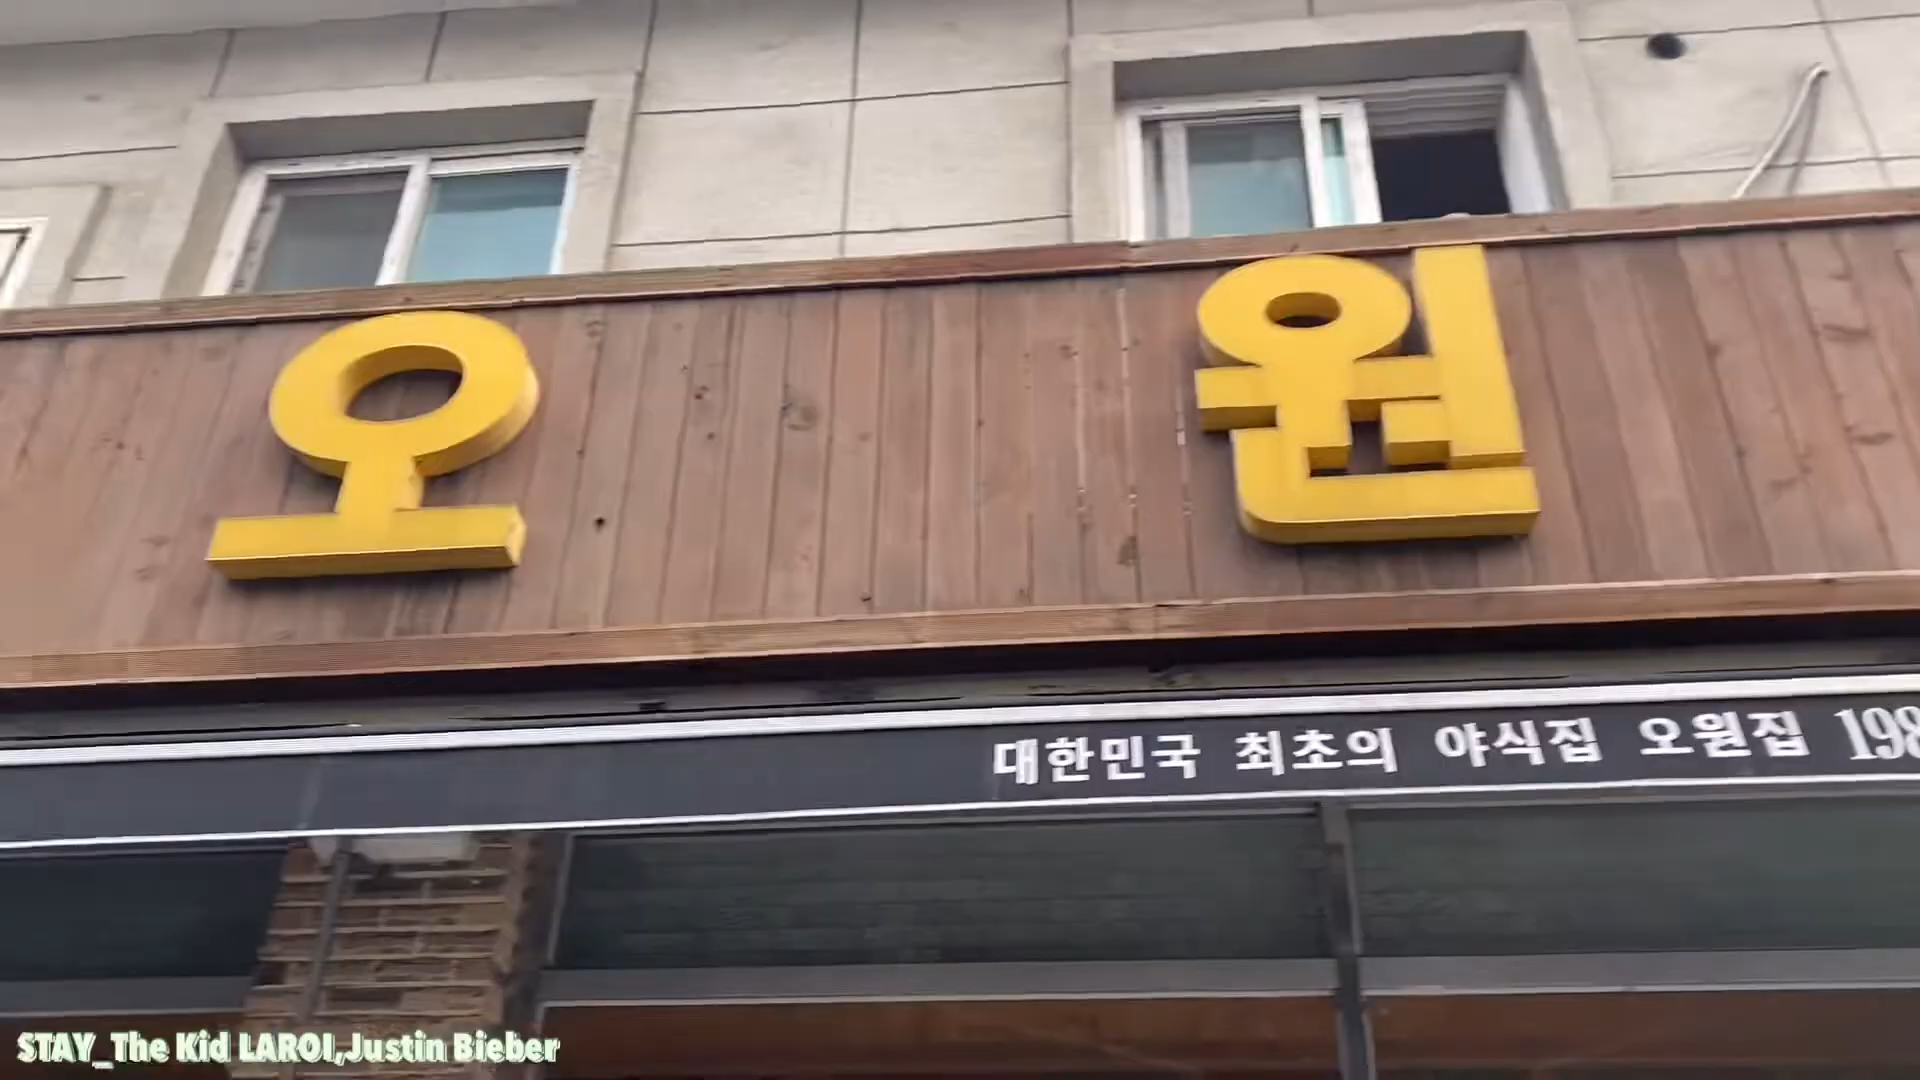 오 원
대한민국 최초의 야식집 오원집 198
STAY_The Kid LAROI,Justin Bieber